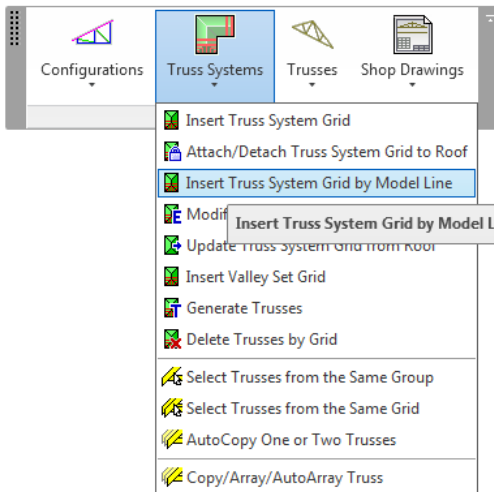 Configurations Truss Systems Trusses Shop Drawings
Insert Truss System Grid
Attach/Detach Truss System Grid to Roof
Insert Truss System Grid by Model Line
Modif
Insert Truss System Grid by Model L
Update Truss System Grid from Roof
Insert Valley Set Grid
Generate Trusses
Delete Trusses by Grid
Select Trusses from the Same Group
Select Trusses from the Same Grid
AutoCopy One or Two Trusses
Copy/Array/AutoArray Truss